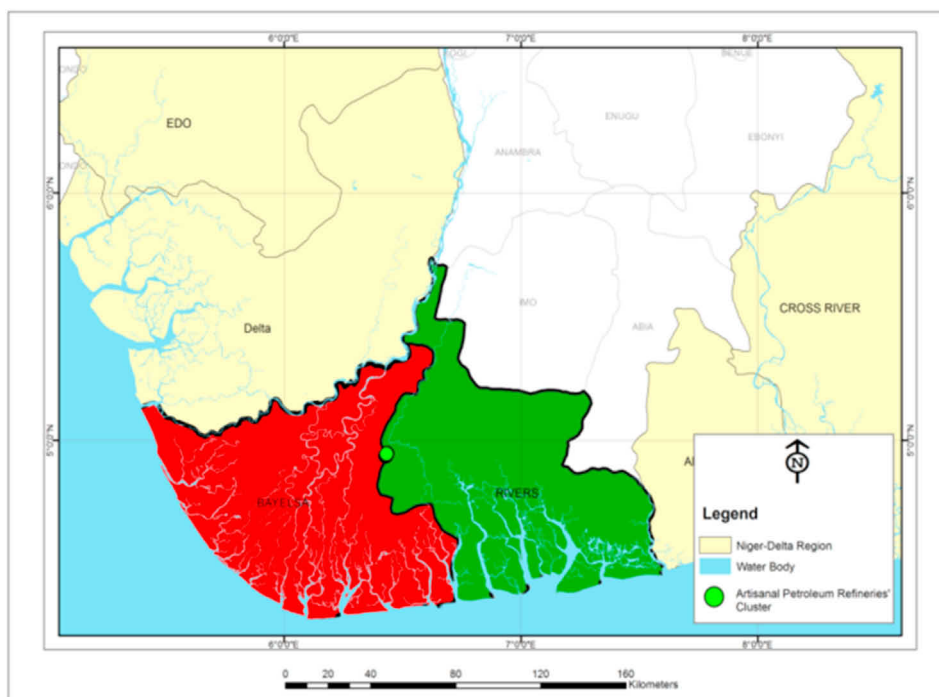 6°0'0"E 7°0'0"E 8°0'0"E
ONDO
BENUE
EDO
ENUGU
EBONYI
ANAMBRA
ONDO
6°0'0"N 6°0'0"N
IMO
CROSS RIVER
Delta
ABIA
5°0'0"N 5°0'0"N
N
BAYELSA
RIVERS
Legend
Niger-Delta Region
Water Body
Artisanal Petroleum Refineries'
Cluster
6°0'0"E 7°0'0"E 8°0'0"E
0 20 40 80 120 160
Kilometers